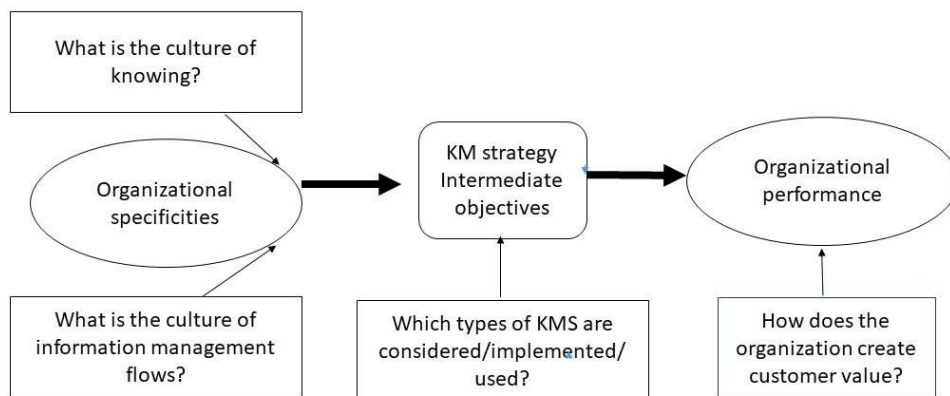 What is the culture of
knowing?
Organizational
specificities
KM strategy
Intermediate
objectives
Organizational
performance
What is the culture of
information management
flows?
Which types of KMS are
considered/implemented/
used?
How does the
organization create
customer value?